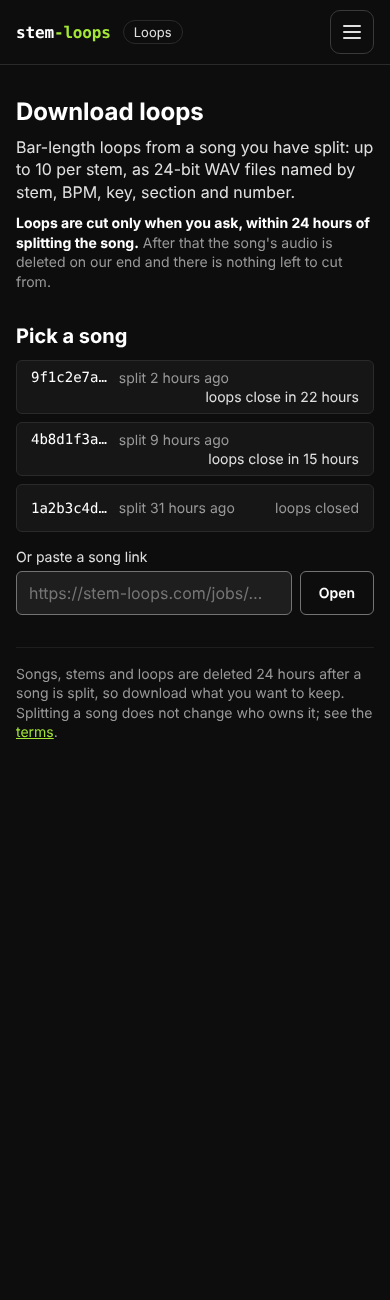 stem-loops Loops
Download loops
Bar-length loops from a song you have split: up
to 10 per stem, as 24-bit WAV files named by
stem, BPM, key, section and number.
Loops are cut only when you ask, within 24 hours of
splitting the song. After that the song's audio is
deleted on our end and there is nothing left to cut
from.
Pick a song
9f1c2e7a… split 2 hours ago
loops close in 22 hours
4b8d1f3a… split 9 hours ago
loops close in 15 hours
1a2b3c4d… split 31 hours ago loops closed
Or paste a song link
https://stem-loops.com/jobs/... Open
Songs, stems and loops are deleted 24 hours after a
song is split, so download what you want to keep.
Splitting a song does not change who owns it; see the
terms.